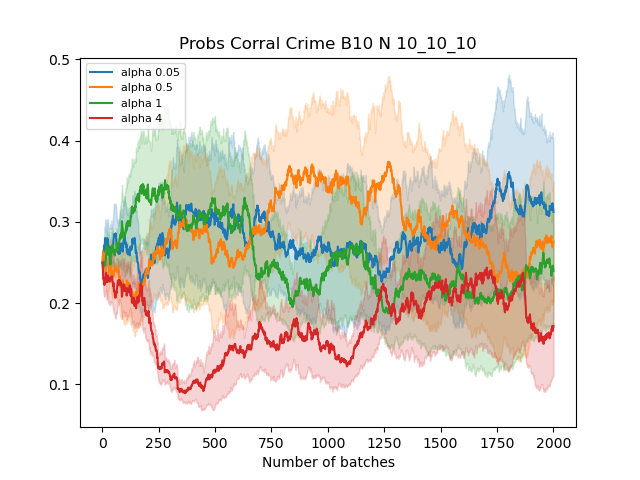 Probs Corral Crime B10 N 10_10_10
0.5
0.4
0.3
0.2
0.1
alpha 0.05
alpha 0.5
alpha 1
alpha 4
0 250 500 750 1000 1250 1500 1750 2000
Number of batches